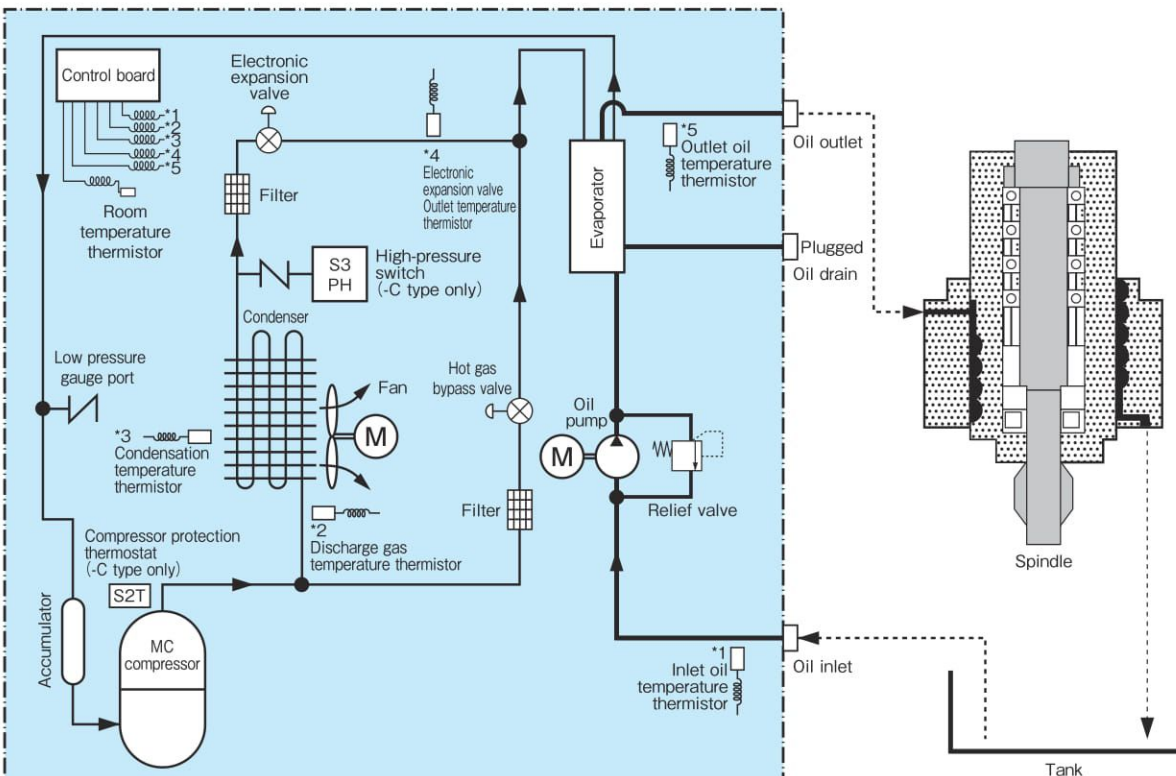 Control board
*1
*2
*3
*4
*5
Room
temperature
thermistor
Electronic
expansion
valve
Filter
*4
Electronic
expansion valve
Outlet temperature
thermistor
S3
PH
High-pressure
switch
(-C type only)
Condenser
Fan
M
Low pressure
gauge port
*3
Condensation
temperature
thermistor
Hot gas
bypass valve
Filter
*2
Discharge gas
temperature thermistor
Compressor protection
thermostat
(-C type only)
S2T
Accumulator
MC
compressor
Evaporator
*5
Outlet oil
temperature
thermistor
Oil outlet
Plugged
Oil drain
Oil
pump
M
Relief valve
*1
Inlet oil
temperature
thermistor
Oil inlet
Spindle
Tank